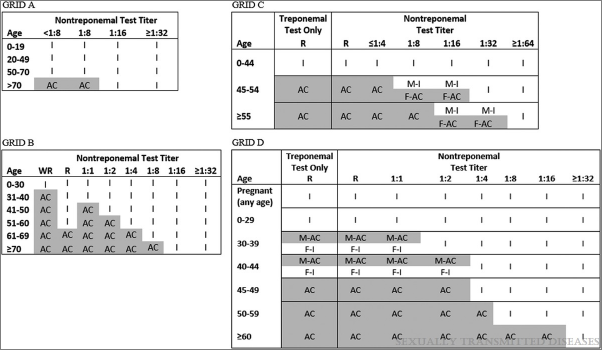 GRID A
Nontreponemal Test Titer
Age <1:8 1:8 1:16 ≥1:32
0-19 I I I I
20-49 I I I I
50-70 I I I I
>70 AC AC I I
GRID B
Nontreponemal Test Titer
Age WR R 1:1 1:2 1:4 1:8 1:16 ≥1:32
0-30 I I I I I I I I
31-40 AC I I I I I I I
41-50 AC I AC I I I I I
51-60 AC I AC AC I I I I
61-69 AC AC AC AC AC I I I
≥70 AC AC AC AC AC AC I I
GRID C
Treponemal Nontreponemal
Test Only Test Titer
Age R R ≤1:4 1:8 1:16 1:32 ≥1:64
0-44 I I I I I I I
M-I M-I
45-54 AC AC AC I I
F-AC F-AC
M-I M-I
≥55 AC AC AC AC I
F-AC F-AC
GRID D
Treponemal Nontreponemal
Test Only Test Titer
Age R R 1:1 1:2 1:4 1:8 1:16 ≥1:32
Pregnant
(any age) I I I I I I I I
0-29 I I I I I I I I
M-AC M-AC M-AC
30-39 I I I I I
F-I F-I F-I
M-AC M-AC M-AC M-AC
40-44 I I I I
F-I F-I F-I F-I
45-49 AC AC AC AC I I I I
50-59 AC AC AC AC AC I I I
≥60 AC AC AC AC AC AC AC I
SEXUALLY TRANSMITTED DISEASES